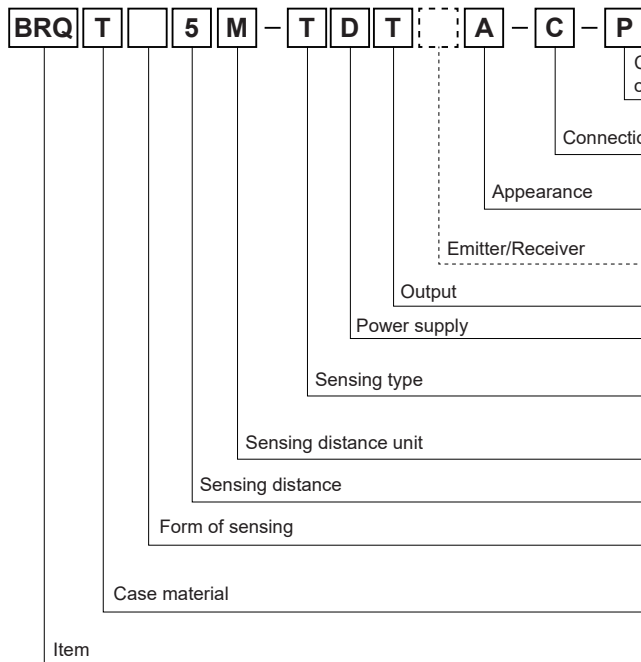 BRQ T 5 M – T D T A – C – P
Connectio
Appearance
Emitter/Receiver
Output
Power supply
Sensing type
Sensing distance unit
Sensing distance
Form of sensing
Case material
Item